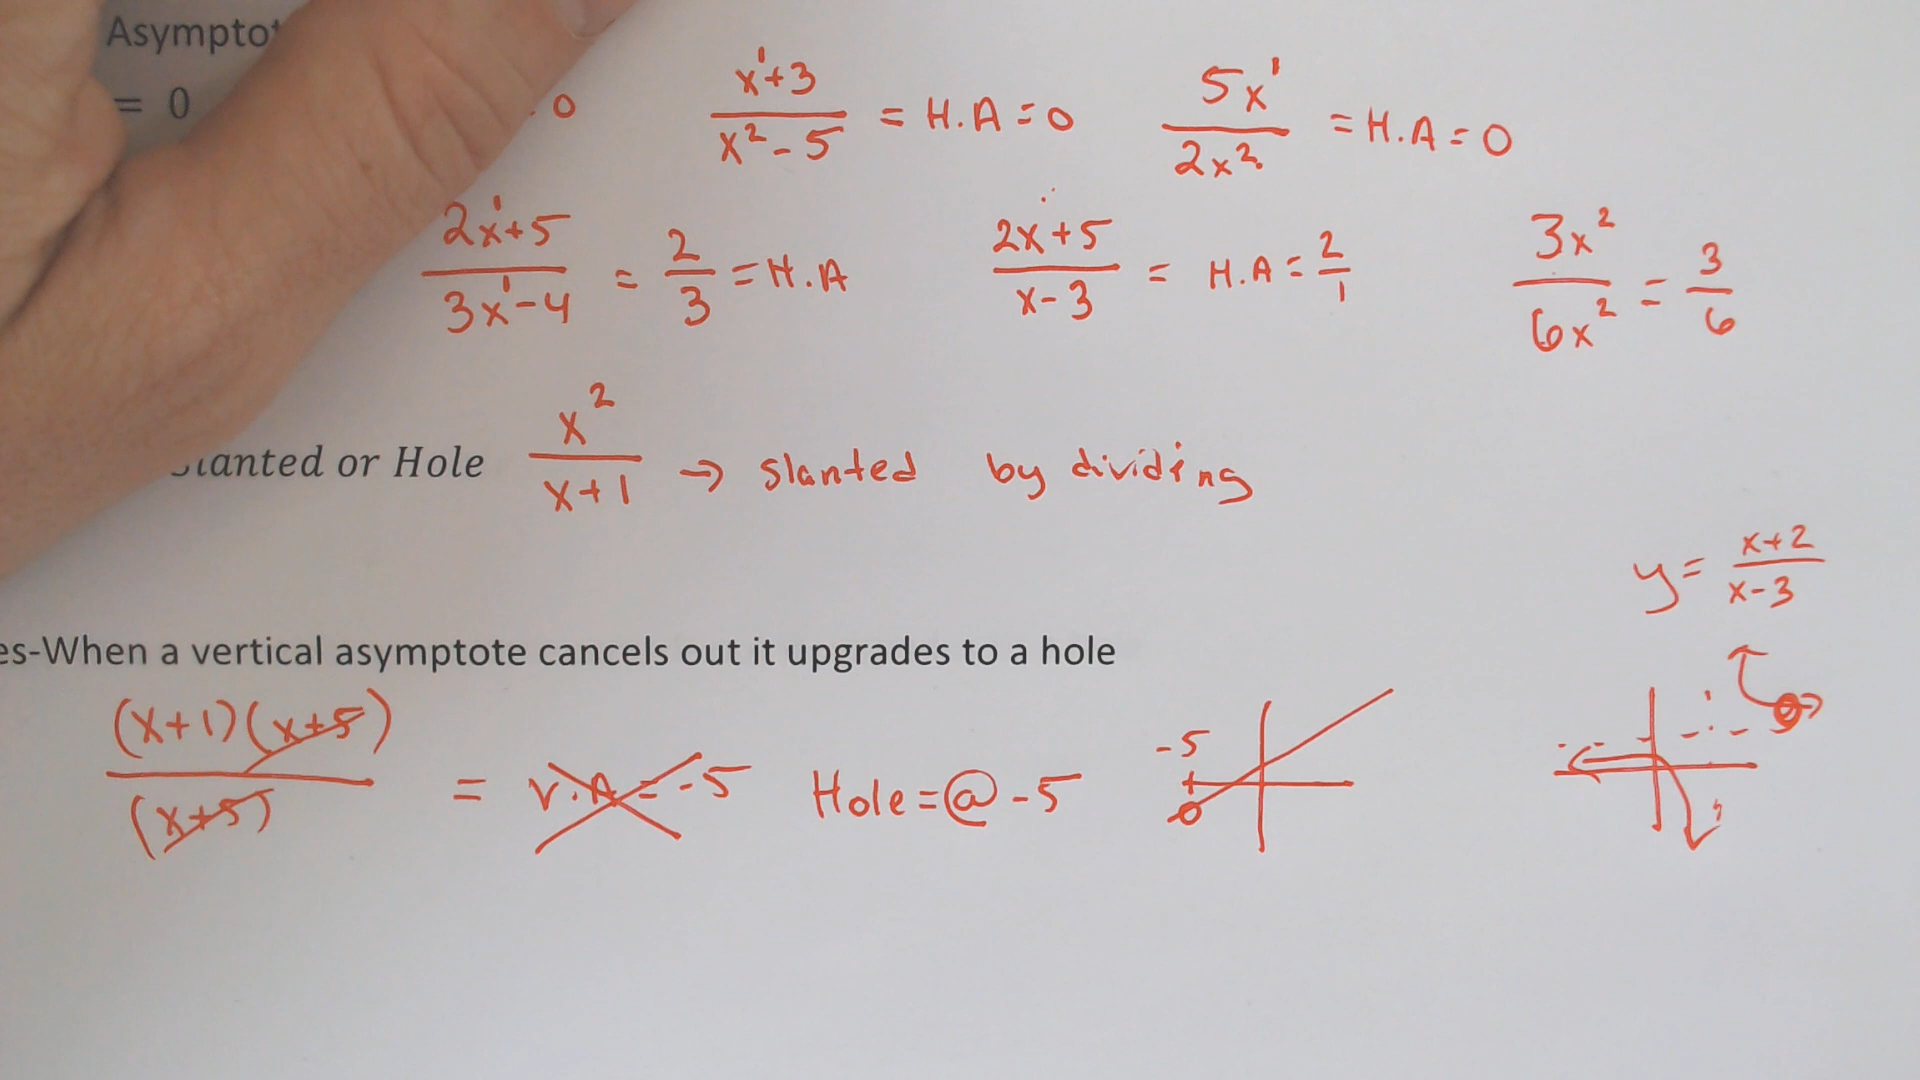 Asympto
= 0
0
x¹+3 / x²-5 = H.A = 0
5x¹ / 2x² = H.A = 0
2x¹+5 / 3x¹-4 = 2/3 = H.A
2x+5 / x-3 = H.A = 2/1
3x² / 6x² = 3/6
lanted or Hole x² / x+1 → slanted by dividing
y = x+2 / x-3
es-When a vertical asymptote cancels out it upgrades to a hole
(x+1)(x+5) / (x+5) = V.A = -5 Hole = @ -5
-5